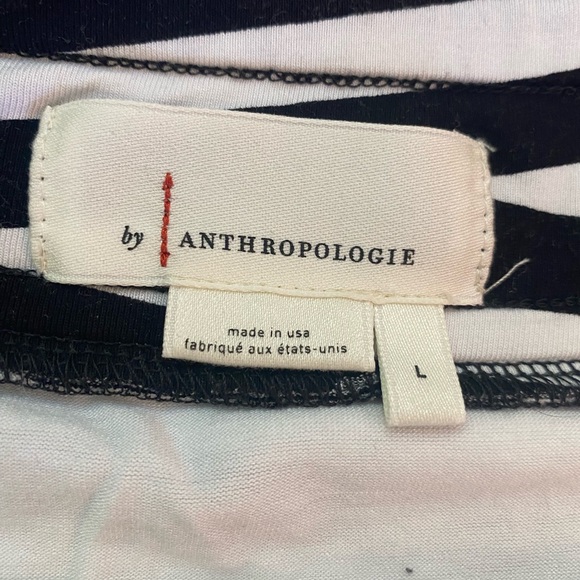 by ANTHROPOLOGIE
made in usa
fabriqué aux états-unis
L